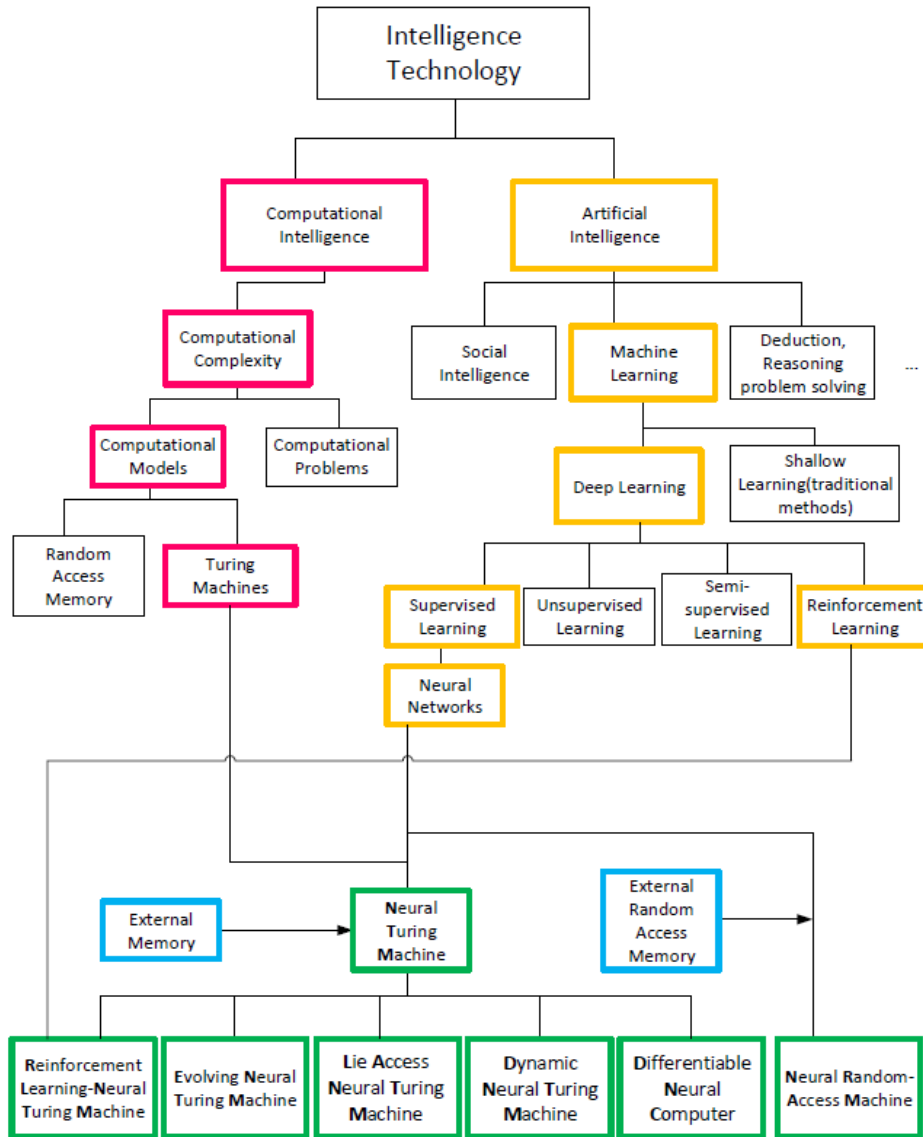 Intelligence
Technology
Computational
Intelligence
Artificial
Intelligence
Computational
Complexity
Social
Intelligence
Machine
Learning
Deduction,
Reasoning
problem solving
...
Computational
Models
Computational
Problems
Deep Learning
Shallow
Learning(traditional
methods)
Random
Access
Memory
Turing
Machines
Supervised
Learning
Unsupervised
Learning
Semi-
supervised
Learning
Reinforcement
Learning
Neural
Networks
External
Memory
Neural
Turing
Machine
External
Random
Access
Memory
Reinforcement
Learning-Neural
Turing Machine
Evolving Neural
Turing Machine
Lie Access
Neural Turing
Machine
Dynamic
Neural Turing
Machine
Differentiable
Neural
Computer
Neural Random-
Access Machine